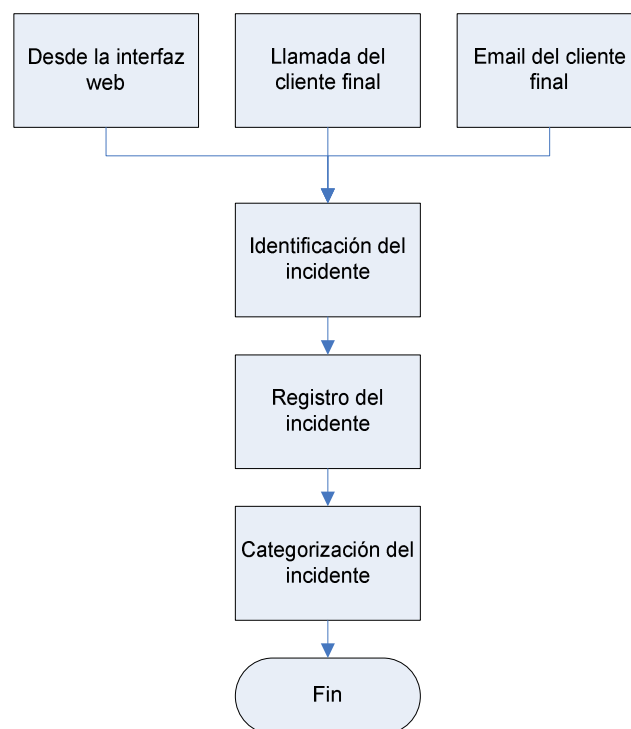 Desde la interfaz
web
Llamada del
cliente final
Email del cliente
final
Identificación del
incidente
Registro del
incidente
Categorización del
incidente
Fin